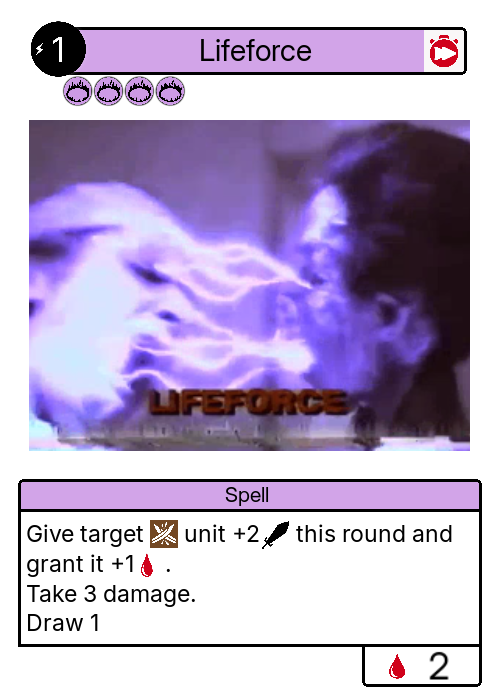 1
Lifeforce
LIFEFORCE
Spell
Give target unit +2 this round and
grant it +1 .
Take 3 damage.
Draw 1
2